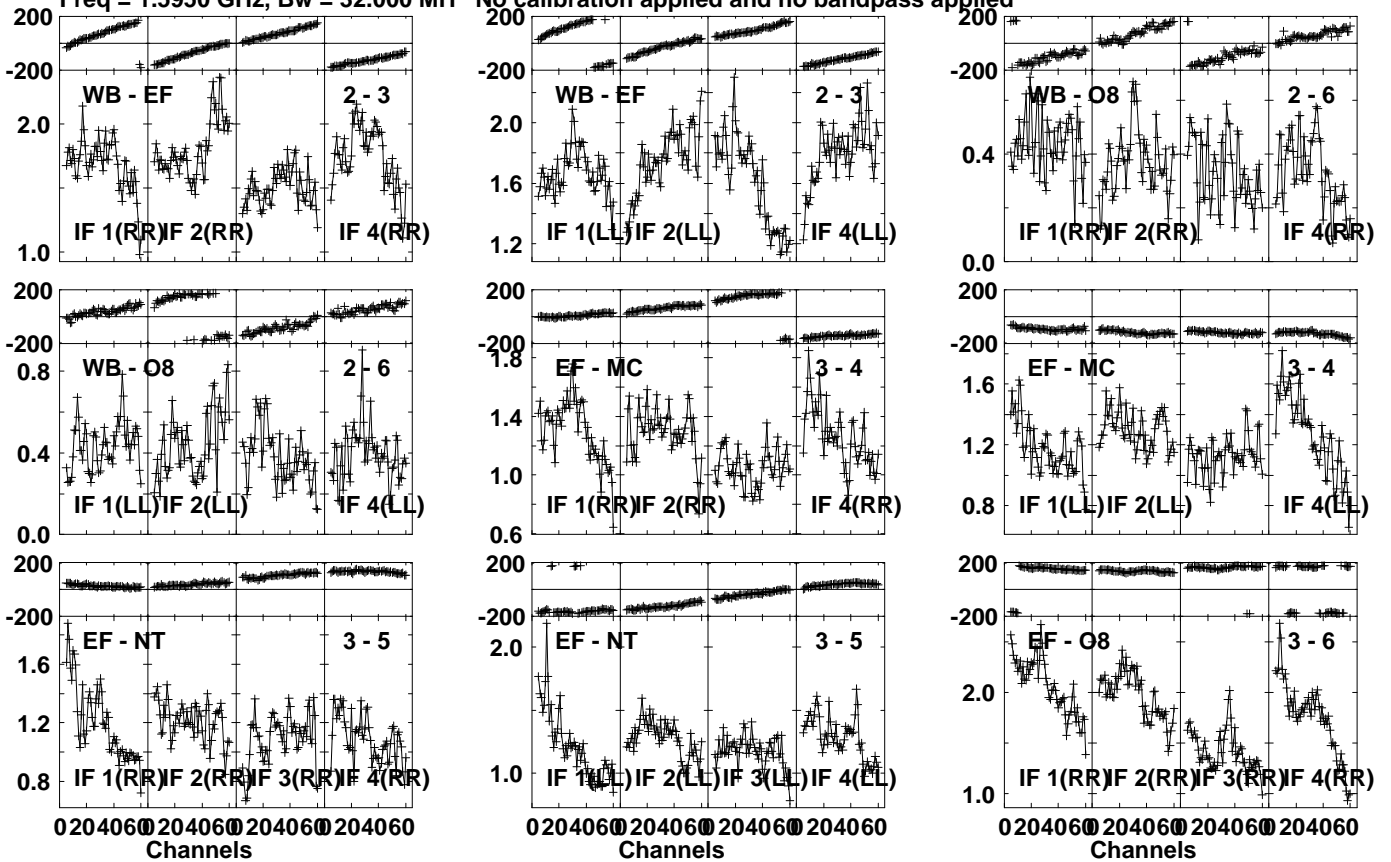 Freq = 1.5950 GHz, Bw = 32.000 MH No calibration applied and no bandpass applied
200 200 200
-200 -200 -200
WB - EF 2 - 3 WB - EF 2 - 3 WB - O8 2 - 6
2.0 2.0 0.4
1.6
1.0 1.2 0.0
IF 1(RR) IF 2(RR) IF 4(RR) IF 1(LL) IF 2(LL) IF 4(LL) IF 1(RR) IF 2(RR) IF 4(RR)
200 200 200
-200 -200 -200
WB - O8 2 - 6 EF - MC 3 - 4 EF - MC 3 - 4
0.8 1.8 1.6
0.4 1.4 1.2
1.0 0.8
0.0 0.6
IF 1(LL) IF 2(LL) IF 4(LL) IF 1(RR) IF 2(RR) IF 4(RR) IF 1(LL) IF 2(LL) IF 4(LL)
200 200 200
-200 -200 -200
EF - NT 3 - 5 EF - NT 3 - 5 EF - O8 3 - 6
1.6 2.0 2.0
1.2
0.8 1.0 1.0
IF 1(RR) IF 2(RR) IF 3(RR) IF 4(RR) IF 1(LL) IF 2(LL) IF 3(LL) IF 4(LL) IF 1(RR) IF 2(RR) IF 3(RR) IF 4(RR)
0 20 40 60 0 20 40 60 0 20 40 60 0 20 40 60 0 20 40 60 0 20 40 60 0 20 40 60 0 20 40 60 0 20 40 60 0 20 40 60 0 20 40 60 0 20 40 60
Channels Channels Channels